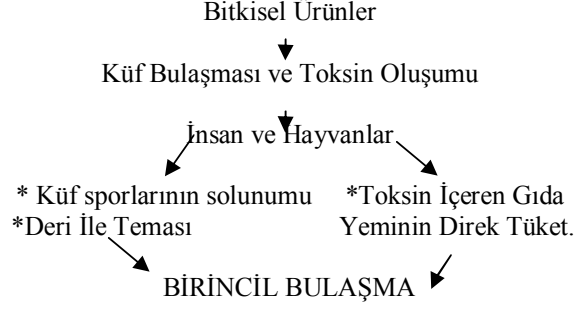 Bitkisel Ürünler
Küf Bulaşması ve Toksin Oluşumu
İnsan ve Hayvanlar
* Küf sporlarının solunumu
*Deri İle Teması
*Toksin İçeren Gıda
Yeminin Direk Tüket.
BİRİNCİL BULAŞMA